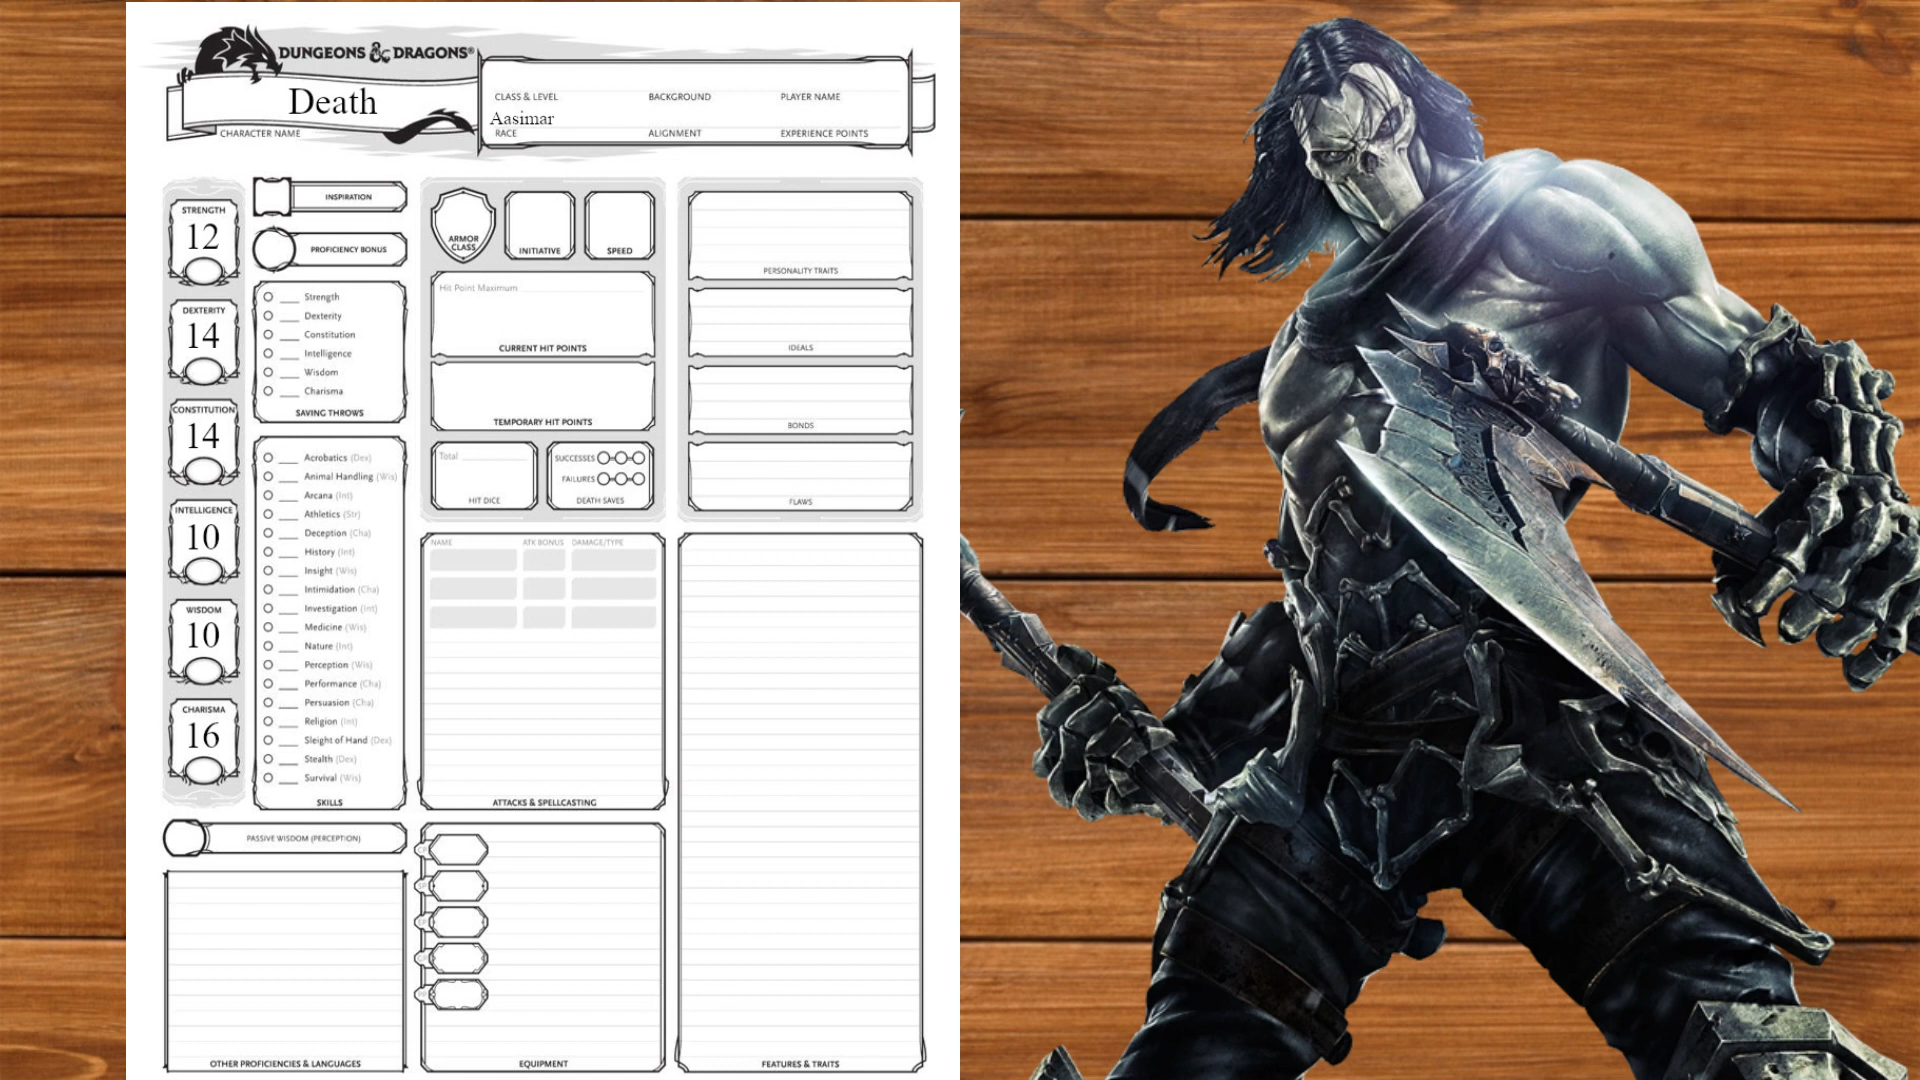 DUNGEONS & DRAGONS®
Death
CHARACTER NAME
CLASS & LEVEL
BACKGROUND
PLAYER NAME
Aasimar
RACE
ALIGNMENT
EXPERIENCE POINTS
STRENGTH
12
DEXTERITY
14
CONSTITUTION
14
INTELLIGENCE
10
WISDOM
10
CHARISMA
16
INSPIRATION
PROFICIENCY BONUS
Strength
Dexterity
Constitution
Intelligence
Wisdom
Charisma
SAVING THROWS
Acrobatics (Dex)
Animal Handling (Wis)
Arcana (Int)
Athletics (Str)
Deception (Cha)
History (Int)
Insight (Wis)
Intimidation (Cha)
Investigation (Int)
Medicine (Wis)
Nature (Int)
Perception (Wis)
Performance (Cha)
Persuasion (Cha)
Religion (Int)
Sleight of Hand (Dex)
Stealth (Dex)
Survival (Wis)
SKILLS
PASSIVE WISDOM (PERCEPTION)
OTHER PROFICIENCIES & LANGUAGES
ARMOR
CLASS
INITIATIVE
SPEED
Hit Point Maximum
CURRENT HIT POINTS
TEMPORARY HIT POINTS
Total
HIT DICE
SUCCESSES
FAILURES
DEATH SAVES
NAME
ATK BONUS
DAMAGE/TYPE
ATTACKS & SPELLCASTING
EQUIPMENT
PERSONALITY TRAITS
IDEALS
BONDS
FLAWS
FEATURES & TRAITS